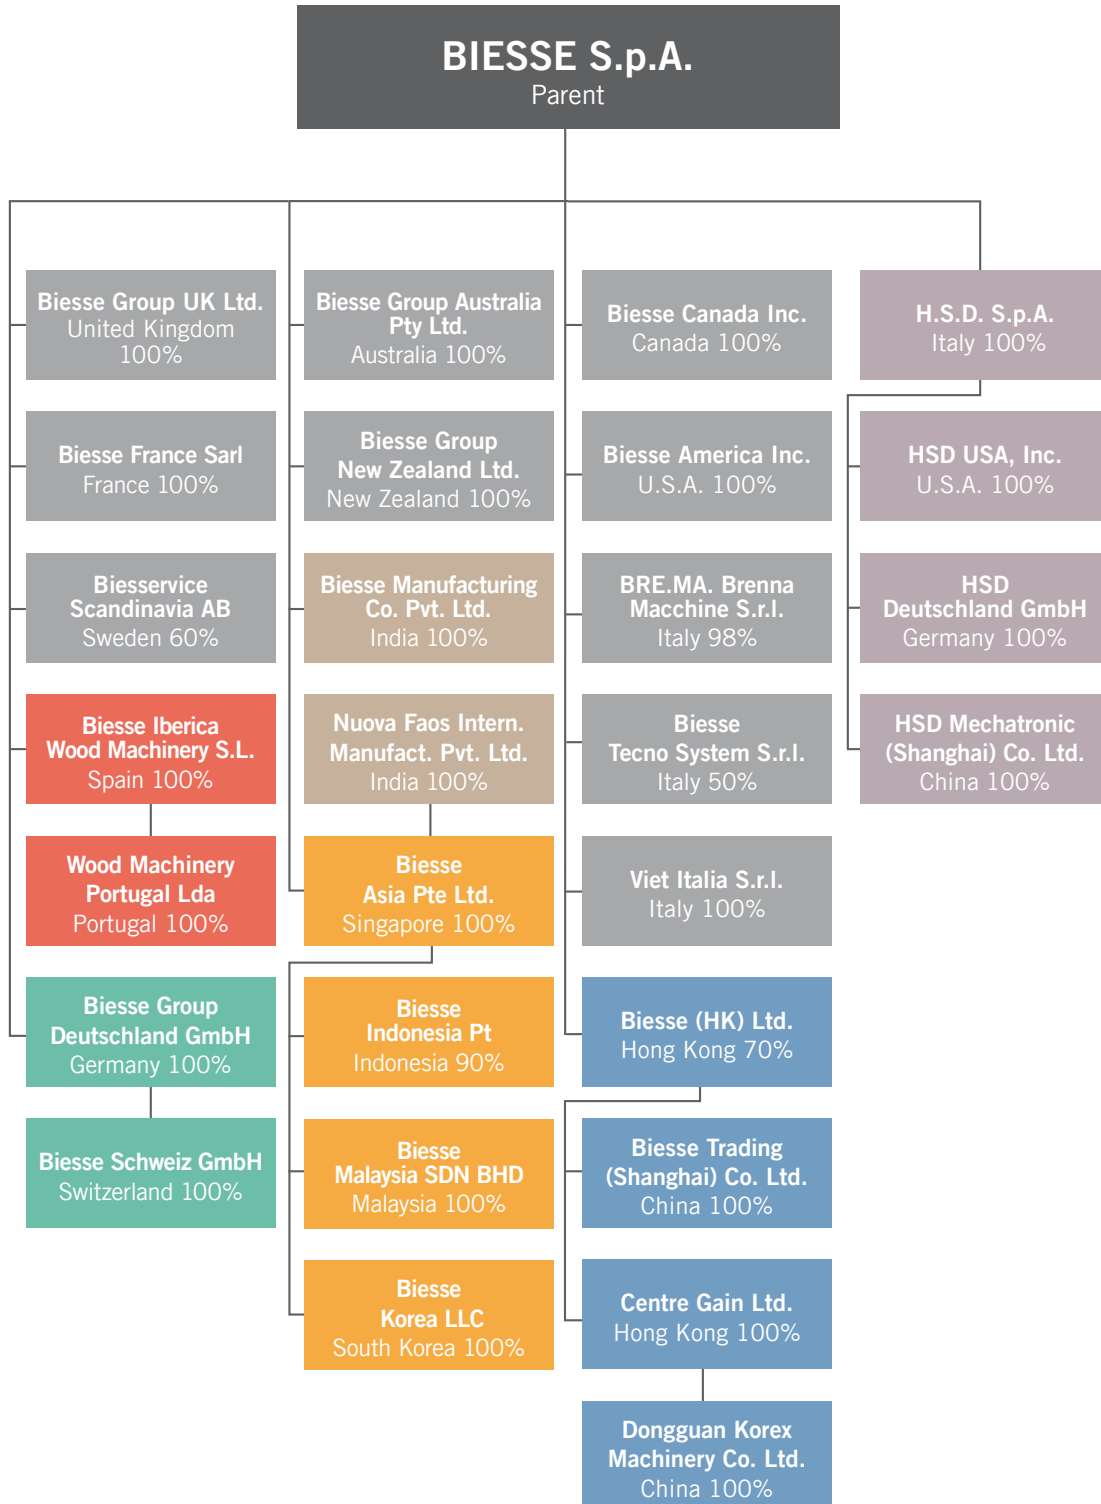 BIESSE S.p.A.
Parent
Biesse Group UK Ltd.
United Kingdom
100%
Biesse France Sarl
France 100%
Biesservice
Scandinavia AB
Sweden 60%
Biesse Iberica
Wood Machinery S.L.
Spain 100%
Wood Machinery
Portugal Lda
Portugal 100%
Biesse Group
Deutschland GmbH
Germany 100%
Biesse Schweiz GmbH
Switzerland 100%
Biesse Group Australia
Pty Ltd.
Australia 100%
Biesse Group
New Zealand Ltd.
New Zealand 100%
Biesse Manufacturing
Co. Pvt. Ltd.
India 100%
Nuova Faos Intern.
Manufact. Pvt. Ltd.
India 100%
Biesse
Asia Pte Ltd.
Singapore 100%
Biesse
Indonesia Pt
Indonesia 90%
Biesse
Malaysia SDN BHD
Malaysia 100%
Biesse
Korea LLC
South Korea 100%
Biesse Canada Inc.
Canada 100%
Biesse America Inc.
U.S.A. 100%
BRE.MA. Brenna
Macchine S.r.l.
Italy 98%
Biesse
Tecno System S.r.l.
Italy 50%
Viet Italia S.r.l.
Italy 100%
Biesse (HK) Ltd.
Hong Kong 70%
Biesse Trading
(Shanghai) Co. Ltd.
China 100%
Centre Gain Ltd.
Hong Kong 100%
Dongguan Korex
Machinery Co. Ltd.
China 100%
H.S.D. S.p.A.
Italy 100%
HSD USA, Inc.
U.S.A. 100%
HSD
Deutschland GmbH
Germany 100%
HSD Mechatronic
(Shanghai) Co. Ltd.
China 100%